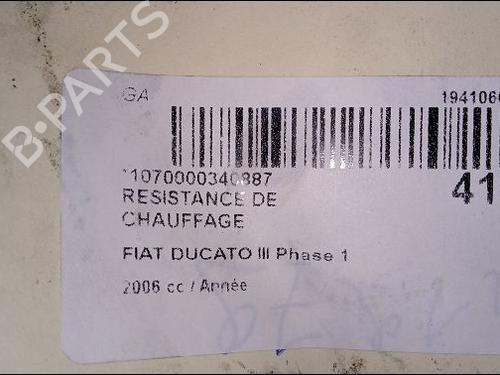 B-PARTS
GA 1941060
*1070000340887 41
RESISTANCE DE
CHAUFFAGE
FIAT DUCATO III Phase 1
2006 cc / Année